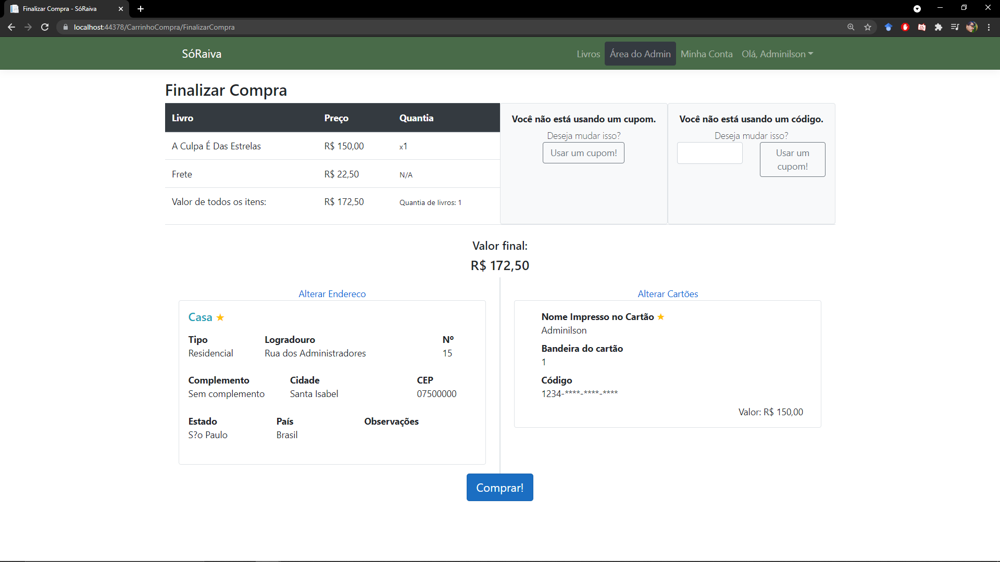 Finalizar Compra - SóRaiva
localhost:44378/CarrinhoCompra/FinalizarCompra
SóRaiva Livros Área do Admin Minha Conta Olá, Adminilson
Finalizar Compra
Livro Preço Quantia
A Culpa É Das Estrelas R$ 150,00 x1
Frete R$ 22,50 N/A
Valor de todos os itens: R$ 172,50 Quantia de livros: 1
Você não está usando um cupom.
Deseja mudar isso?
Usar um cupom!
Você não está usando um código.
Deseja mudar isso?
Usar um
cupom!
Valor final:
R$ 172,50
Alterar Endereco
Casa
Tipo Logradouro Nº
Residencial Rua dos Administradores 15
Complemento Cidade CEP
Sem complemento Santa Isabel 07500000
Estado País Observações
S?o Paulo Brasil
Alterar Cartões
Nome Impresso no Cartão
Adminilson
Bandeira do cartão
1
Código
1234-****-****-****
Valor: R$ 150,00
Comprar!